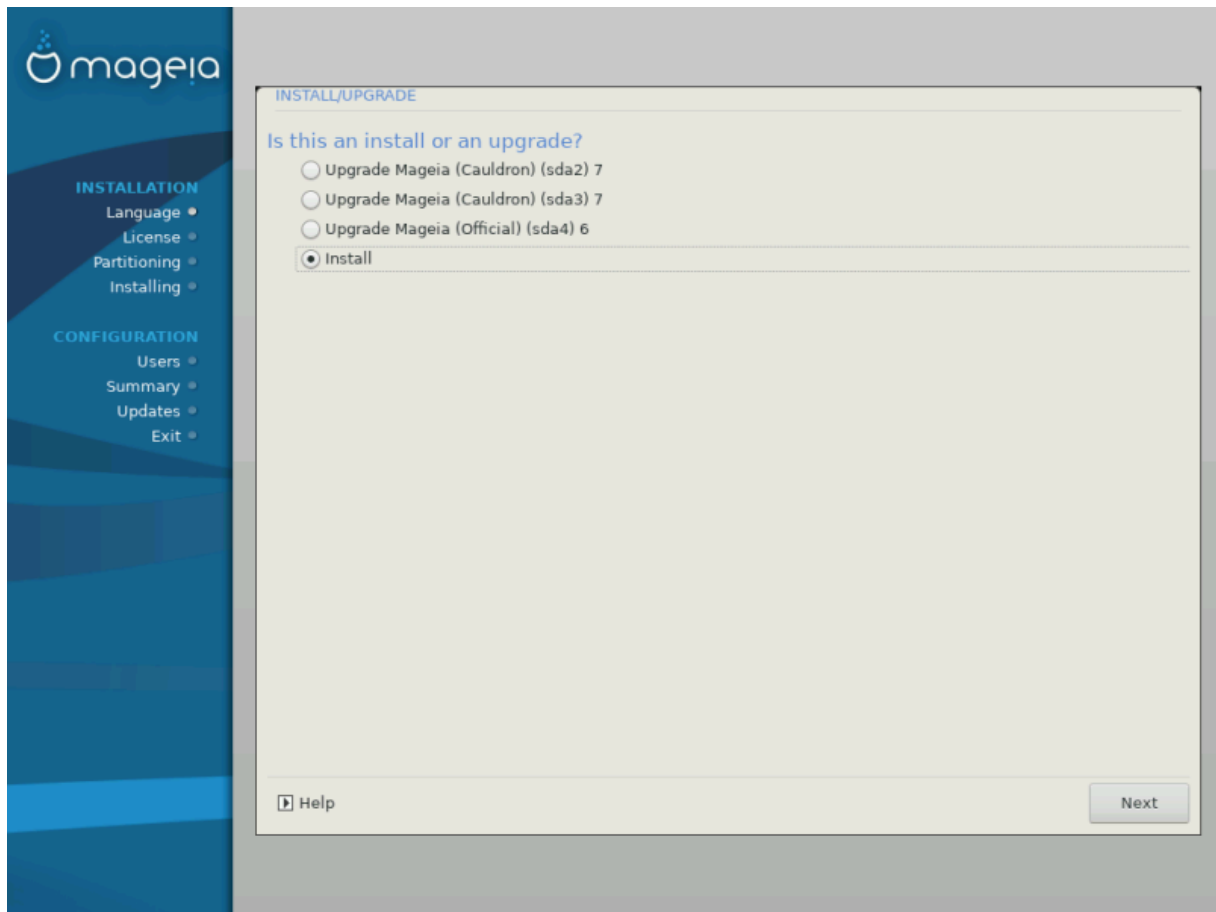 mageia
INSTALLATION
Language
License
Partitioning
Installing
CONFIGURATION
Users
Summary
Updates
Exit
INSTALL/UPGRADE
Is this an install or an upgrade?
Upgrade Mageia (Cauldron) (sda2) 7
Upgrade Mageia (Cauldron) (sda3) 7
Upgrade Mageia (Official) (sda4) 6
Install
Help
Next